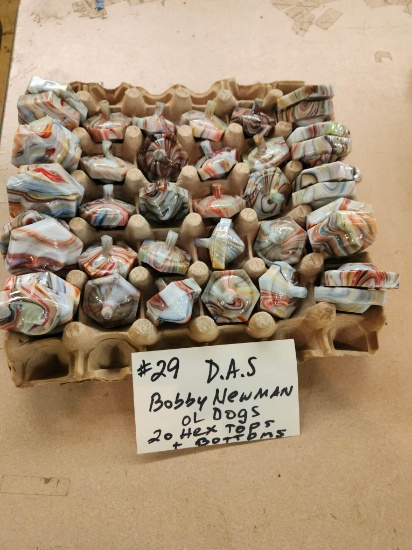 #29 D.A.S
Bobby Newman
OL Dogs
20 Hex Tops
+ Bottoms